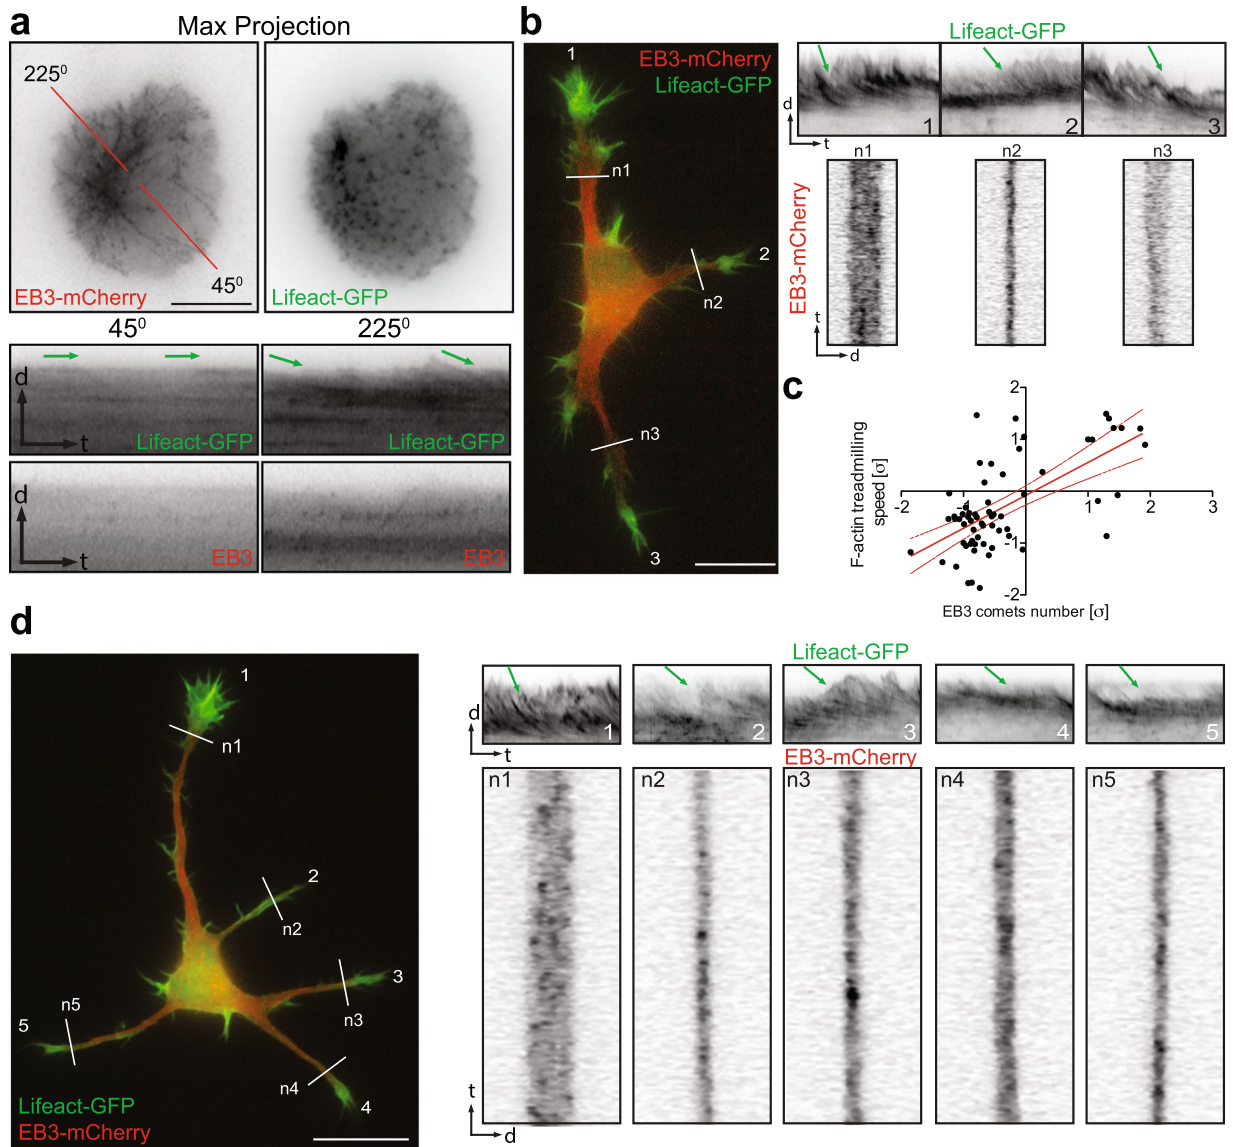 a
Max Projection
225⁰
45⁰
EB3-mCherry
Lifeact-GFP
45⁰
225⁰
d
t
Lifeact-GFP
Lifeact-GFP
d
t
EB3
EB3
b
1
EB3-mCherry
Lifeact-GFP
n1
2
n2
n3
3
Lifeact-GFP
d
t
1
2
3
n1
n2
n3
EB3-mCherry
t
d
c
2
1
-2
-1
1
2
3
-1
-2
F-actin treadmilling
speed [σ]
EB3 comets number [σ]
d
1
n1
2
n2
3
n3
n5
5
n4
4
Lifeact-GFP
EB3-mCherry
Lifeact-GFP
d
t
1
2
3
4
5
EB3-mCherry
n1
n2
n3
n4
n5
t
d